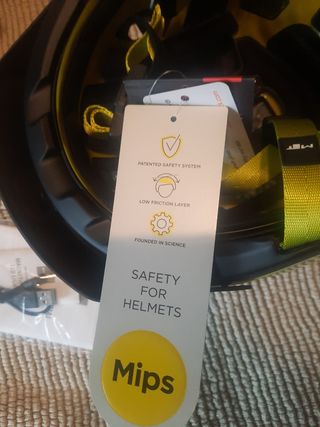 PATENTED SAFETY SYSTEM
LOW FRICTION LAYER
FOUNDED IN SCIENCE
SAFETY
FOR
HELMETS
Mips